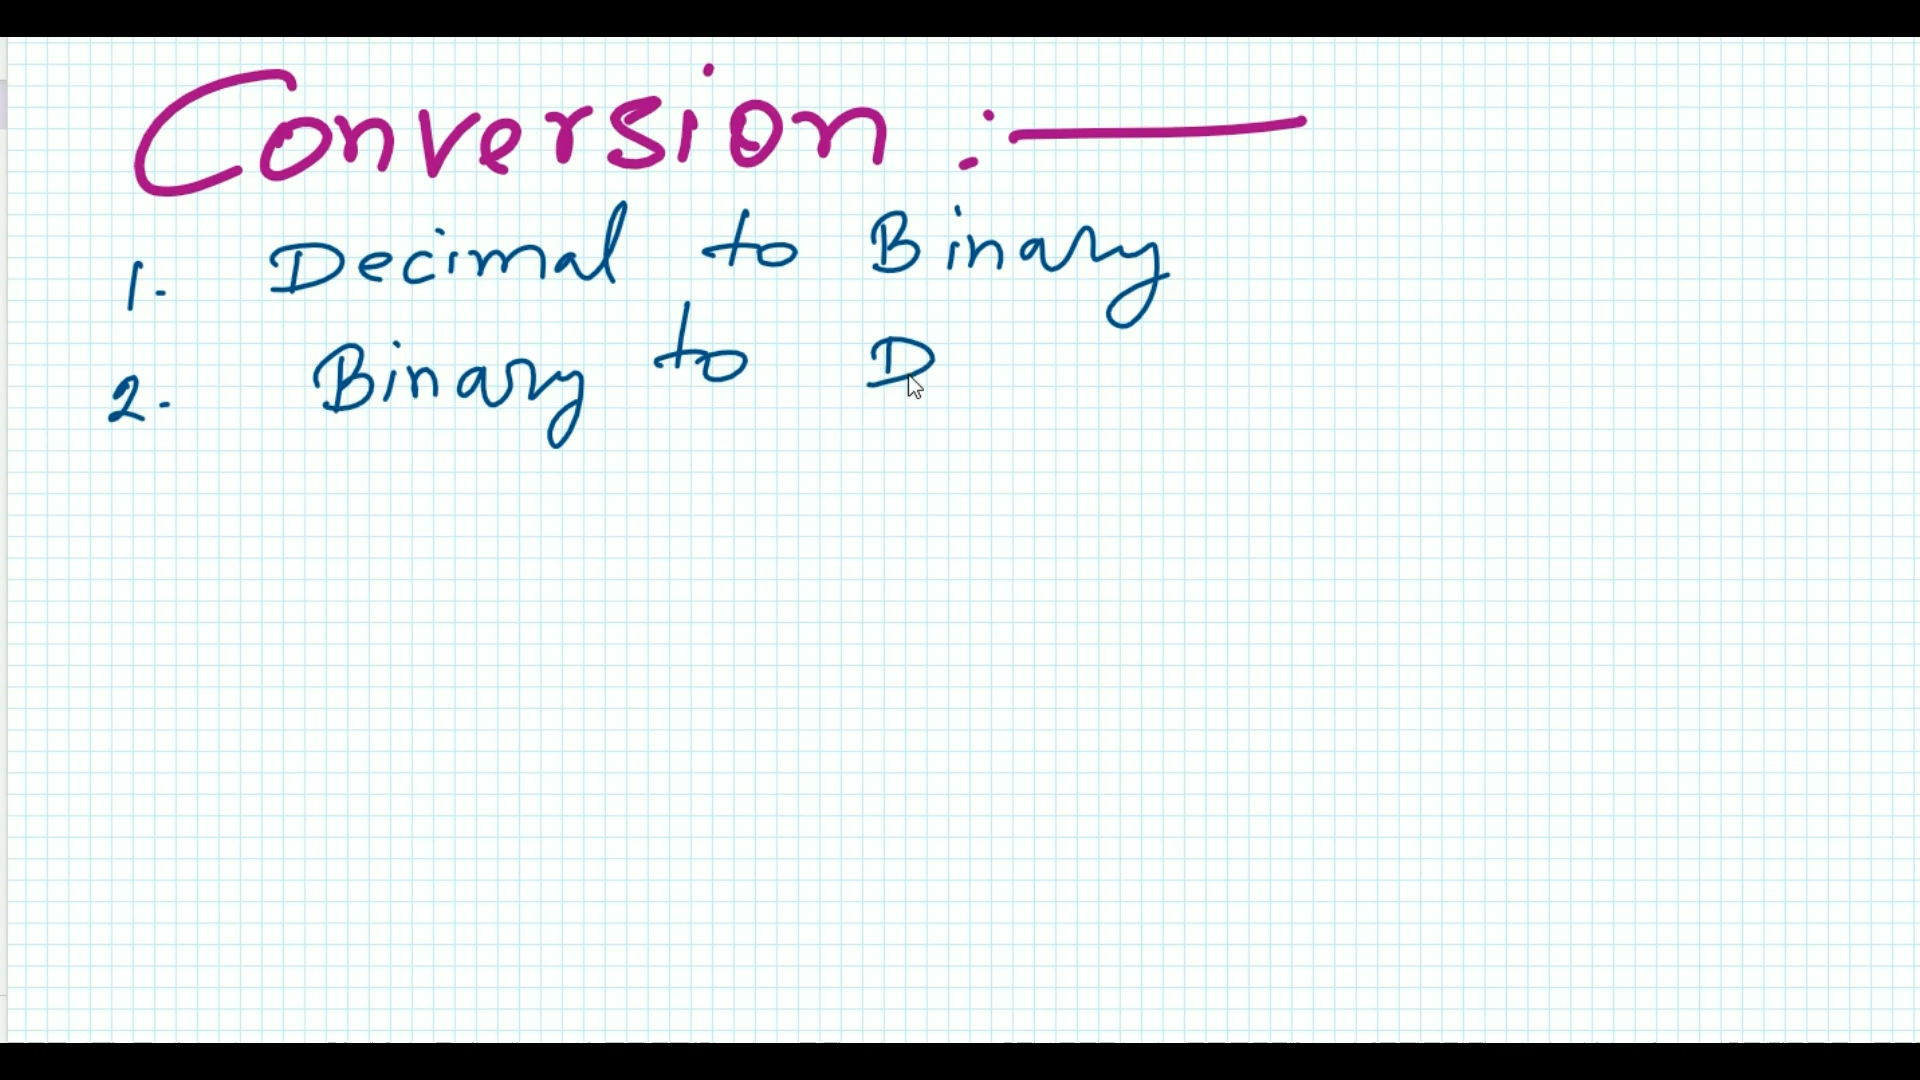 Conversion :-
1. Decimal to Binary
2. Binary to D